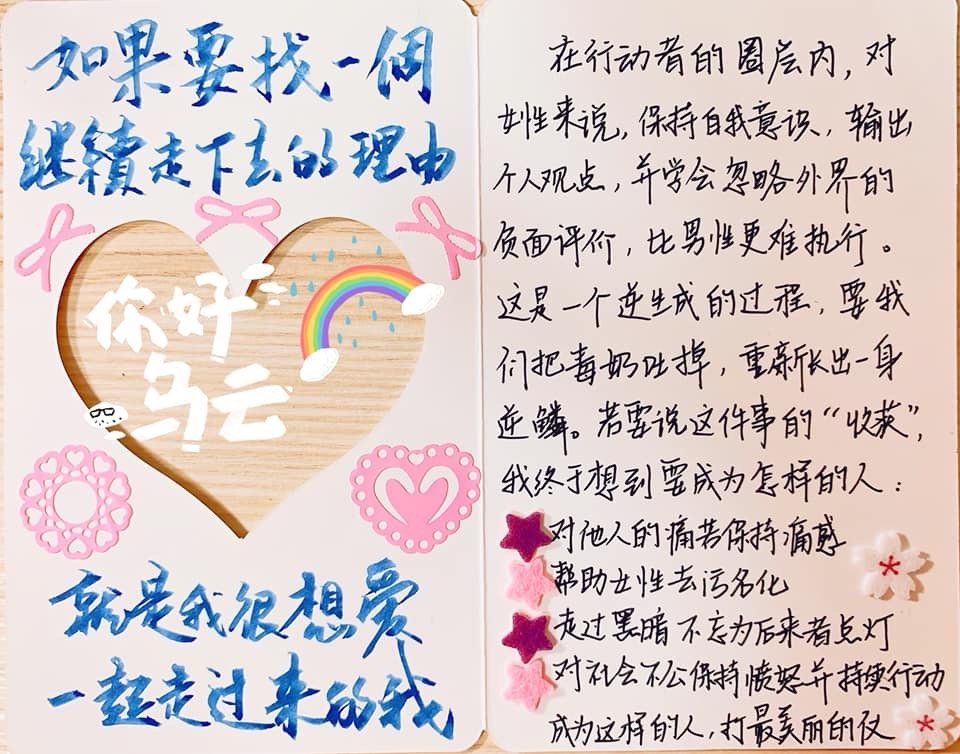 如果要找一個
继續走下去的理由
你好
乌云
就是我很想爱
一起走过来的我
在行动者的圈层内，对
女性来说，保持自我意识，输出
个人观点，并学会忽略外界的
负面评价，比男性更难执行。
这是一个逆生成的过程，要我
们把毒奶吐掉，重新长出一身
逆鳞。若要说这件事的“收获”，
我终于想到要成为怎样的人：
对他人的痛苦保持痛感
帮助女性去污名化
走过黑暗不忘为后来者点灯
对社会不公保持愤怒并持续行动
成为这样的人，打最美丽的仗